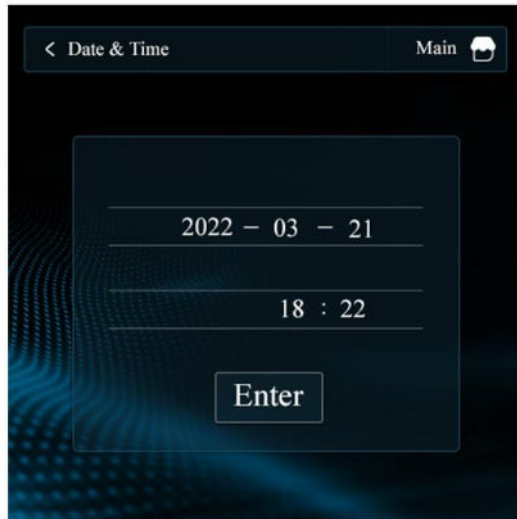 < Date & Time Main
2022 – 03 – 21
18 : 22
Enter